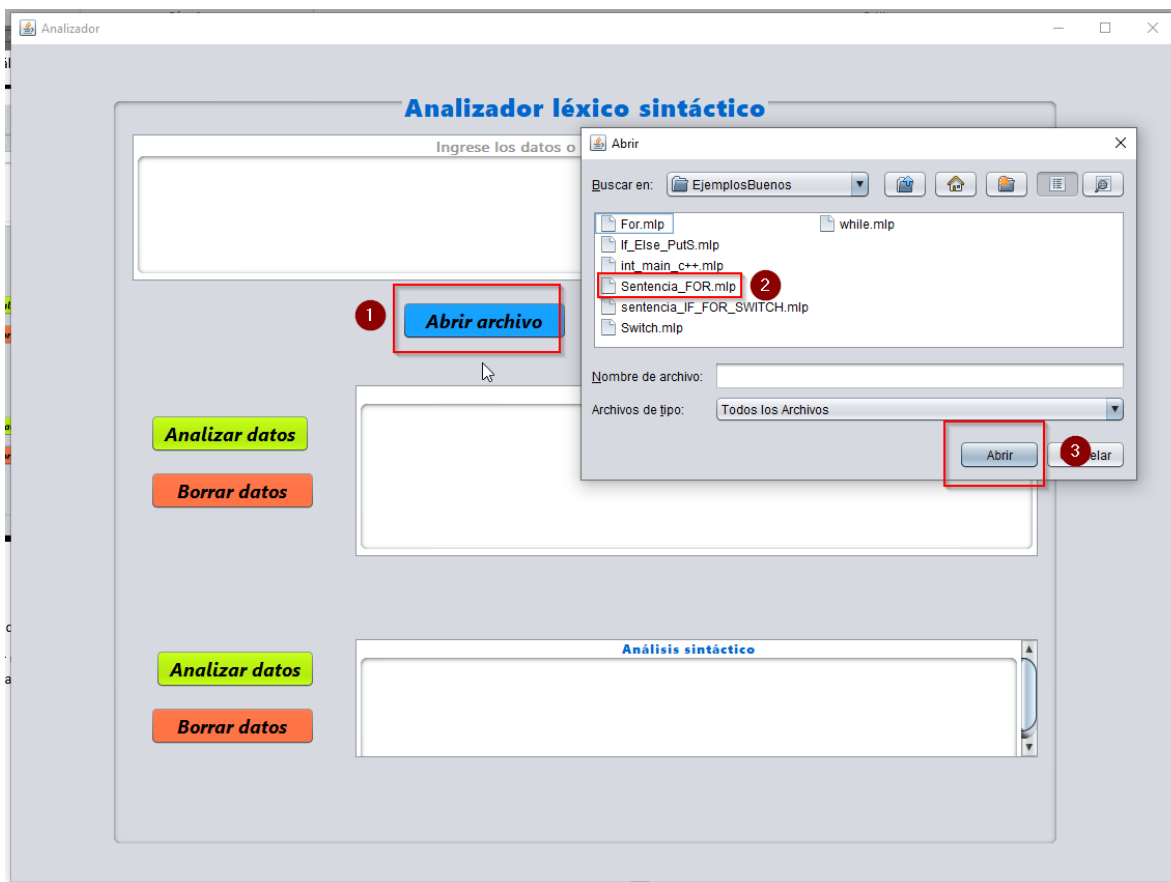 Analizador
Analizador léxico sintáctico
Ingrese los datos o
Abrir
Buscar en:
EjemplosBuenos
For.mlp
while.mlp
If_Else_PutS.mlp
int_main_c++.mlp
Sentencia_FOR.mlp
2
sentencia_IF_FOR_SWITCH.mlp
Switch.mlp
1
Abrir archivo
Nombre de archivo:
Archivos de tipo:
Todos los Archivos
Abrir
3
elar
Analizar datos
Borrar datos
Análisis sintáctico
Analizar datos
Borrar datos